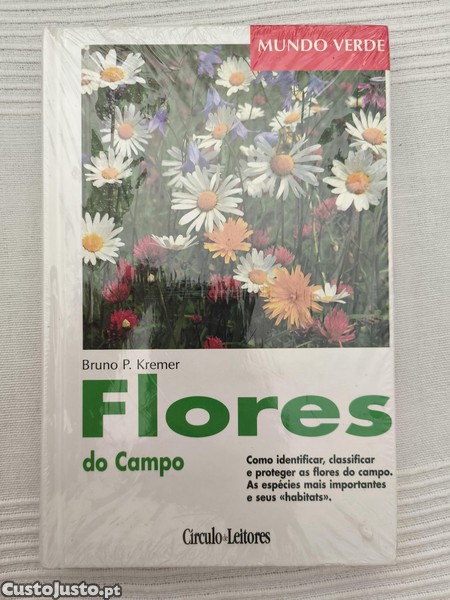 MUNDO VERDE
Bruno P. Kremer
Flores
do Campo
Como identificar, classificar
e proteger as flores do campo.
As espécies mais importantes
e seus «habitats».
Círculo de Leitores
CustoJusto.pt